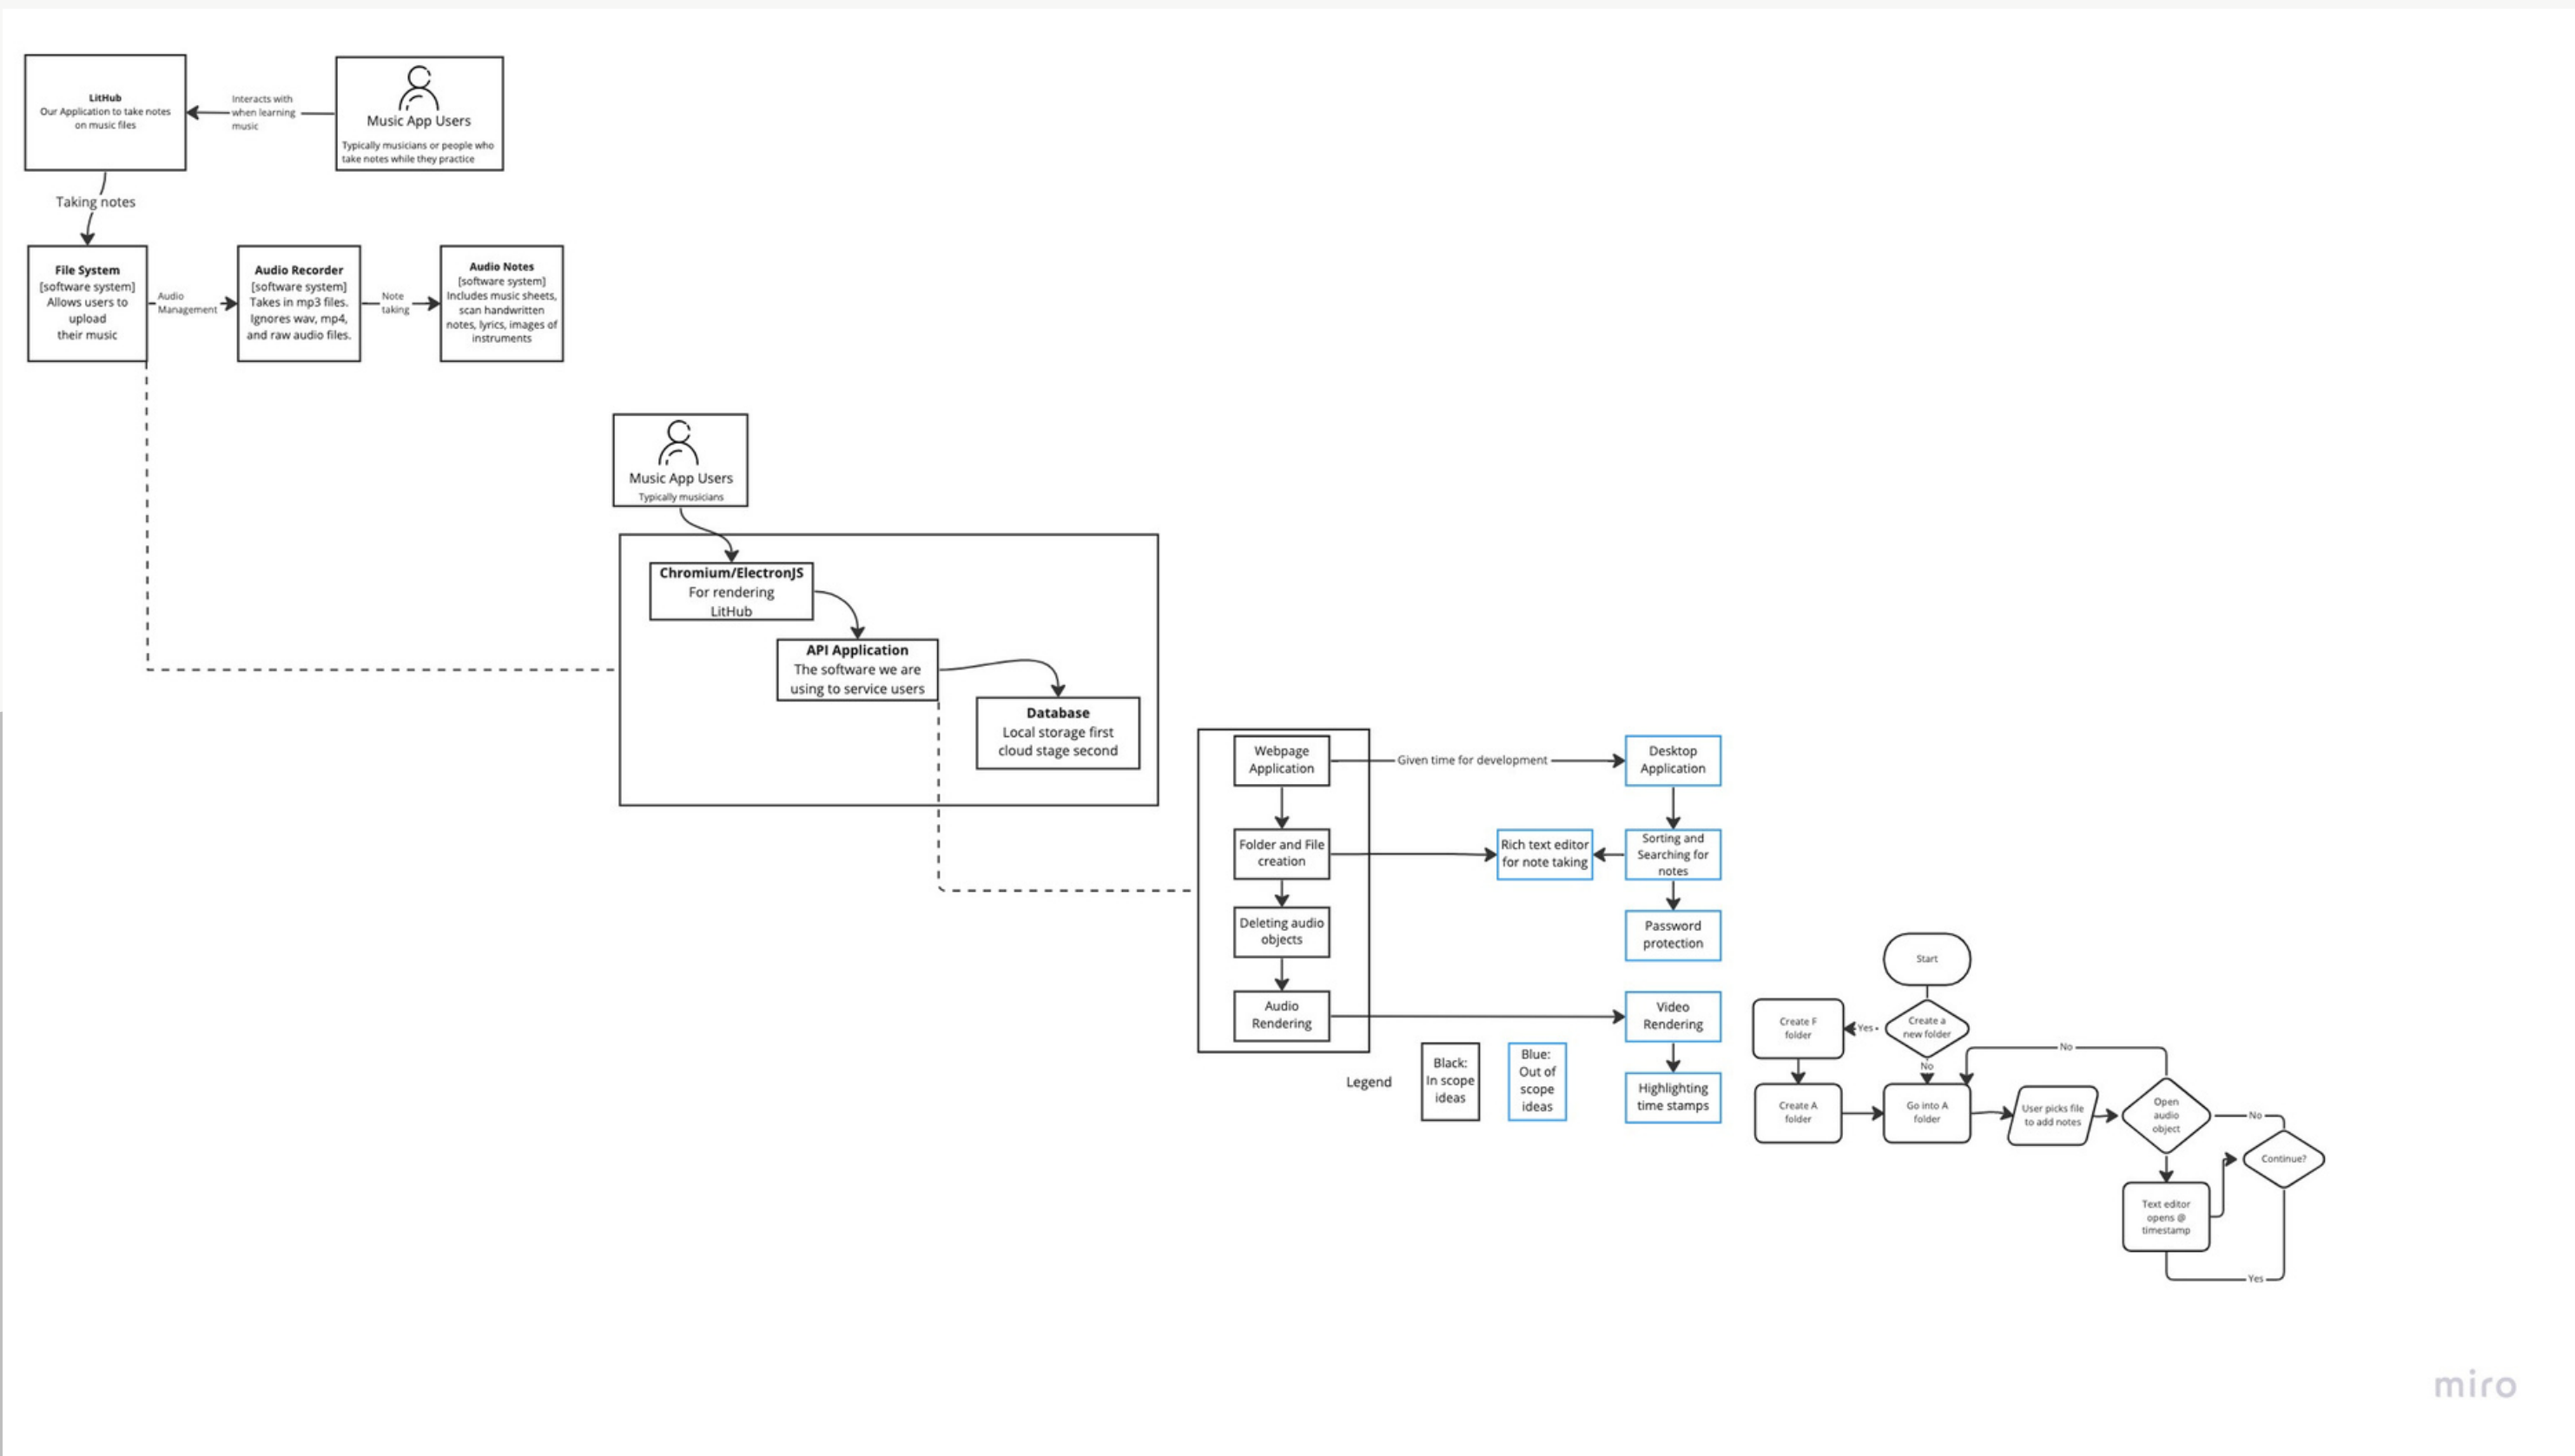 LitHub
Our Application to take notes
on music files
Interacts with
when learning
music
Music App Users
Typically musicians or people who
take notes while they practice
Taking notes
File System
[software system]
Allows users to
upload
their music
Audio
Management
Audio Recorder
[software system]
Takes in mp3 files.
Ignores wav, mp4,
and raw audio files.
Note
taking
Audio Notes
[software system]
Includes music sheets,
scan handwritten
notes, lyrics, images of
instruments
Music App Users
Typically musicians
Chromium/ElectronJS
For rendering
LitHub
API Application
The software we are
using to service users
Database
Local storage first
cloud stage second
Webpage
Application
Given time for development
Desktop
Application
Folder and File
creation
Rich text editor
for note taking
Sorting and
Searching for
notes
Deleting audio
objects
Password
protection
Audio
Rendering
Video
Rendering
Legend
Black:
In scope
ideas
Blue:
Out of
scope
ideas
Highlighting
time stamps
Start
Create a
new folder
Yes
Create F
folder
No
No
Create A
folder
Go into A
folder
User picks file
to add notes
Open
audio
object
No
Continue?
Text editor
opens @
timestamp
Yes
miro